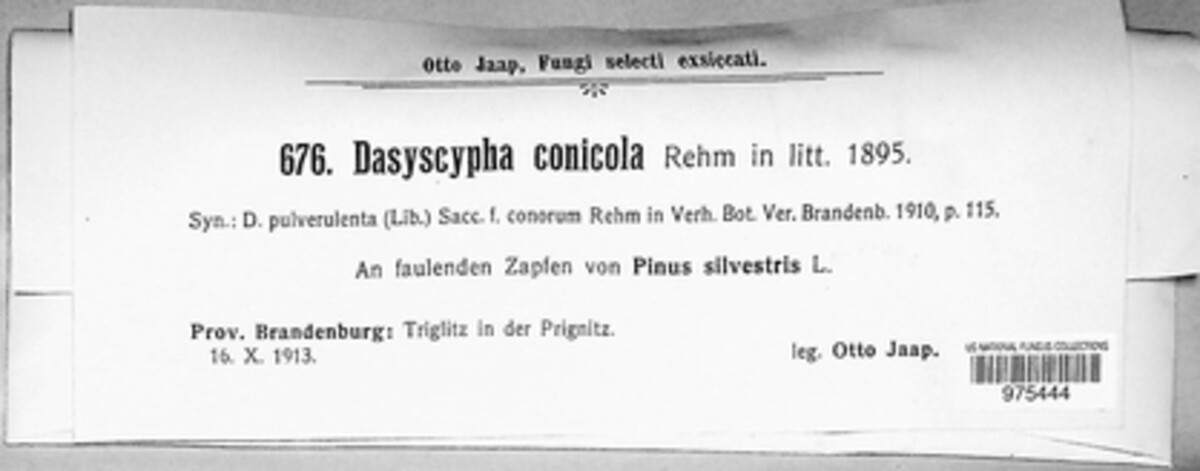 Otto Jaap, Fungi selecti exsiccati.
676. Dasyscypha conicola Rehm in litt. 1895.
Syn.: D. pulverulenta (Lib.) Sacc. f. conorum Rehm in Verh. Bot. Ver. Brandenb. 1910, p. 115.
An faulenden Zapfen von Pinus silvestris L.
Prov. Brandenburg: Triglitz in der Prignitz.
16. X. 1913.
leg. Otto Jaap.
US NATIONAL FUNGUS COLLECTIONS
975444